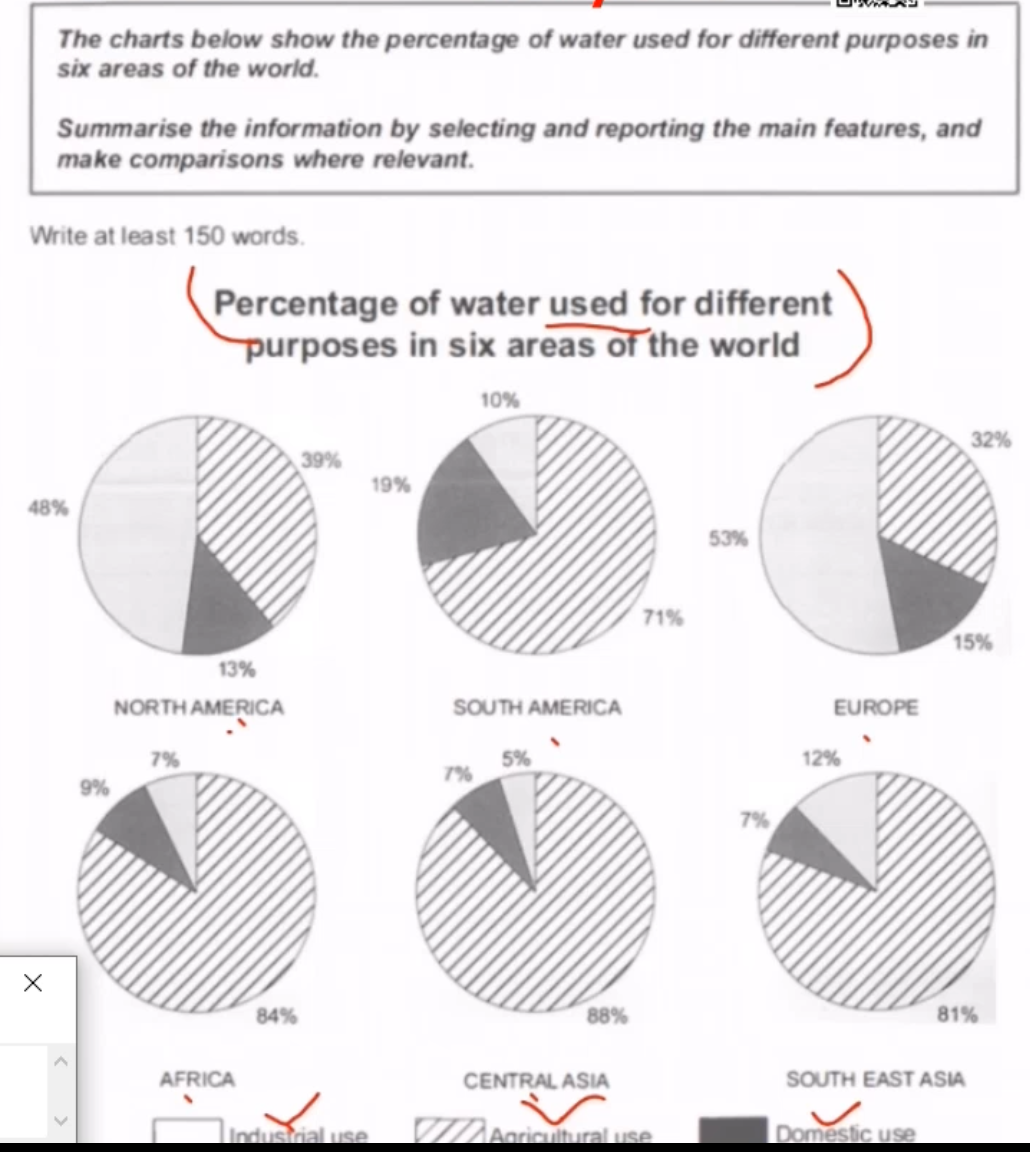 The charts below show the percentage of water used for different purposes in
six areas of the world.
Summarise the information by selecting and reporting the main features, and
make comparisons where relevant.
Write at least 150 words.
Percentage of water used for different
purposes in six areas of the world
39%
48%
13%
NORTH AMERICA
10%
19%
71%
SOUTH AMERICA
32%
53%
15%
EUROPE
7%
9%
84%
AFRICA
5%
7%
88%
CENTRAL ASIA
12%
7%
81%
SOUTH EAST ASIA
Industrial use
Agricultural use
Domestic use